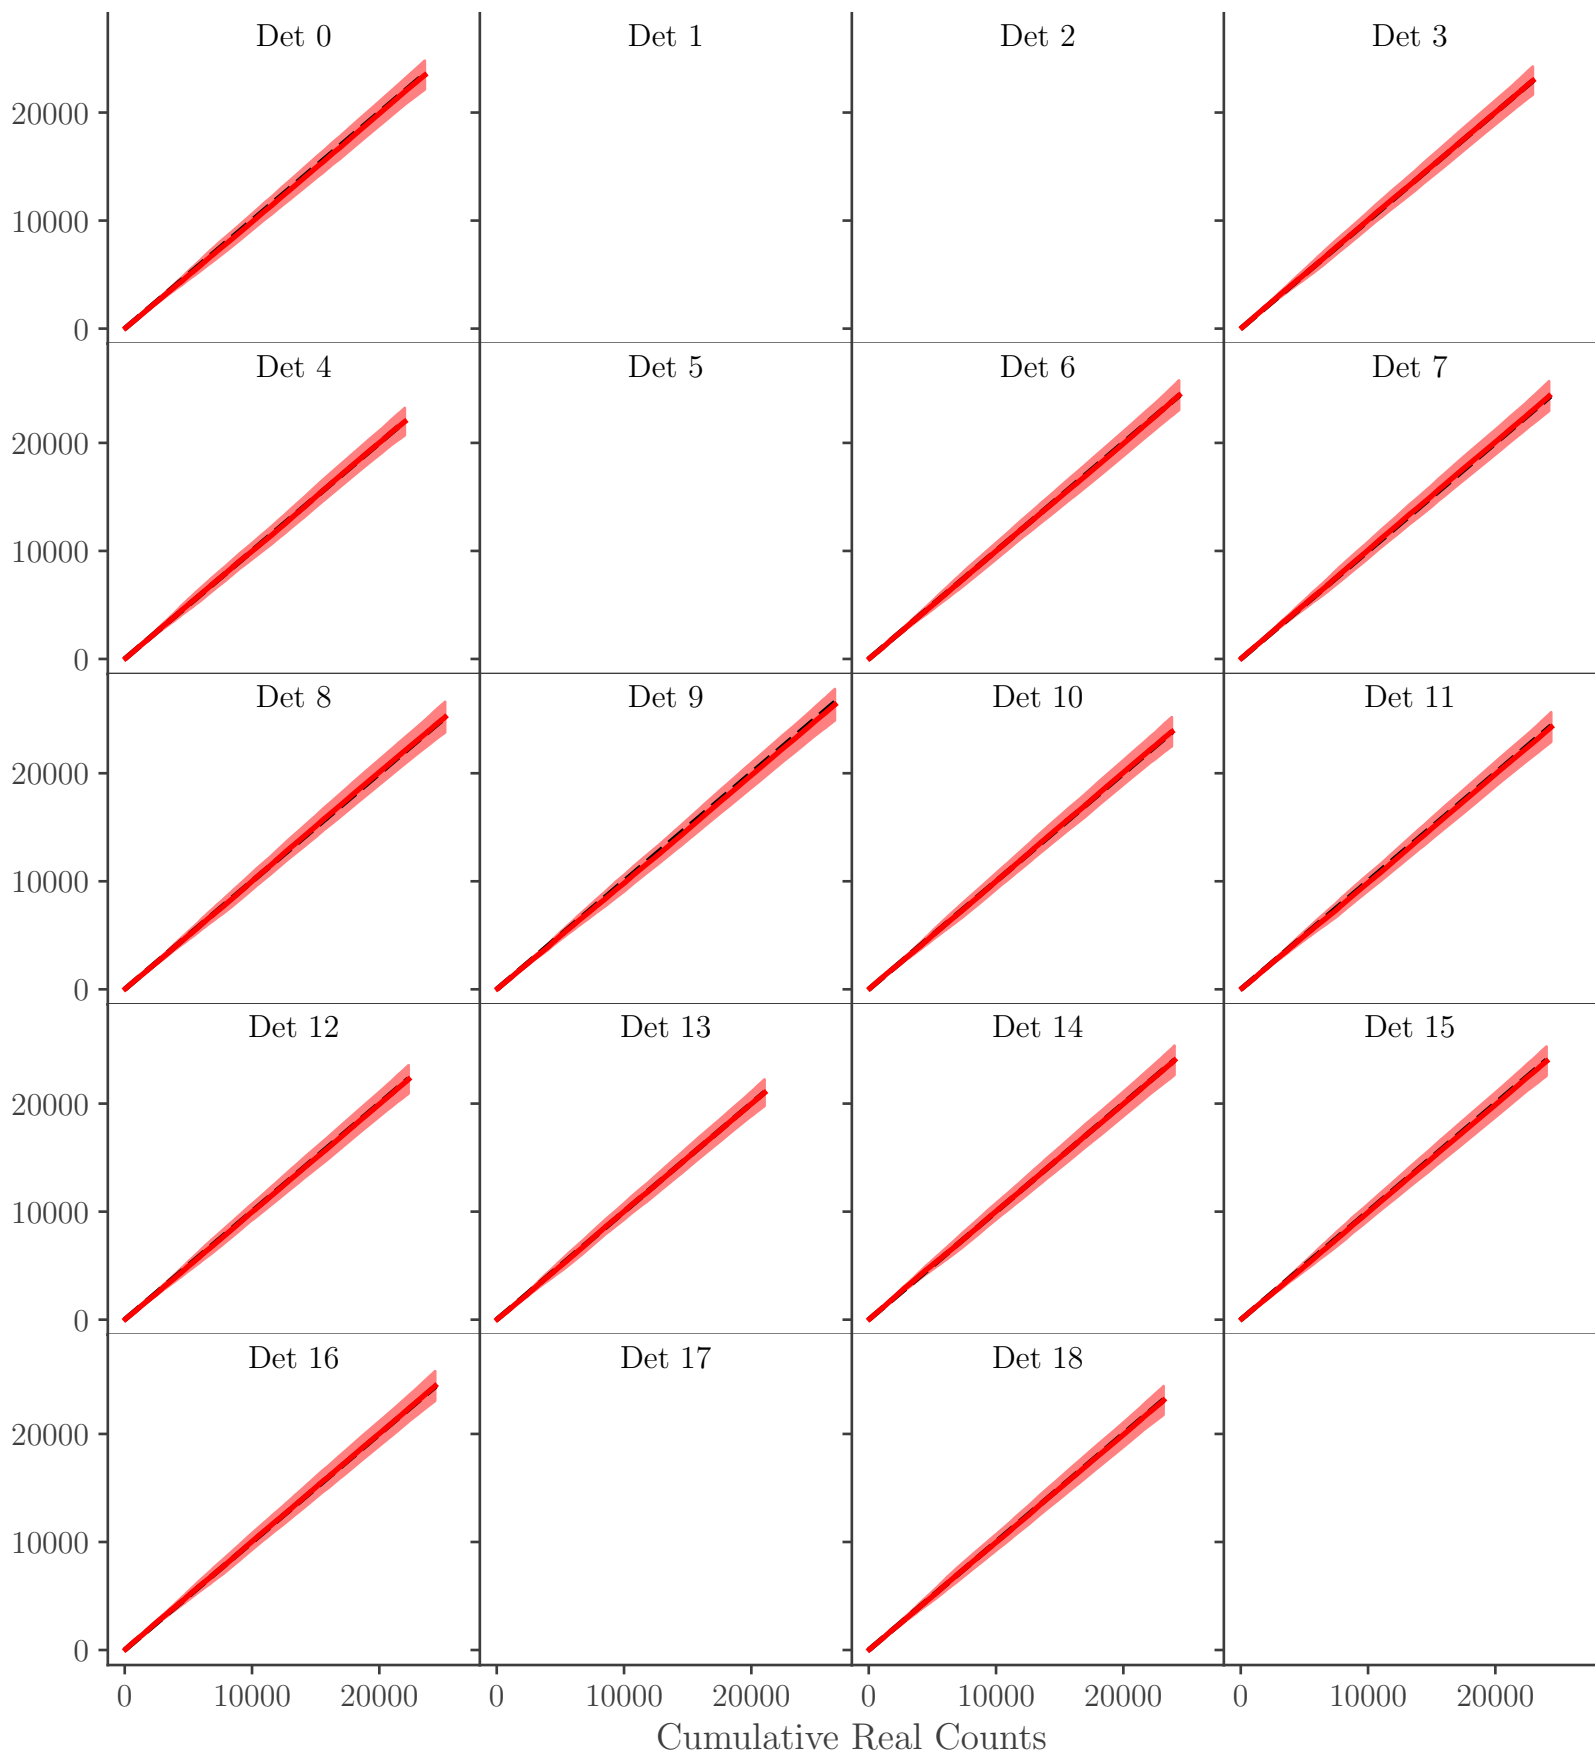 Det 0 Det 1 Det 2 Det 3
20000
10000
0
Det 4 Det 5 Det 6 Det 7
20000
10000
0
Det 8 Det 9 Det 10 Det 11
20000
10000
0
Det 12 Det 13 Det 14 Det 15
20000
10000
0
Det 16 Det 17 Det 18
20000
10000
0
0 10000 20000 0 10000 20000 0 10000 20000 0 10000 20000
Cumulative Real Counts